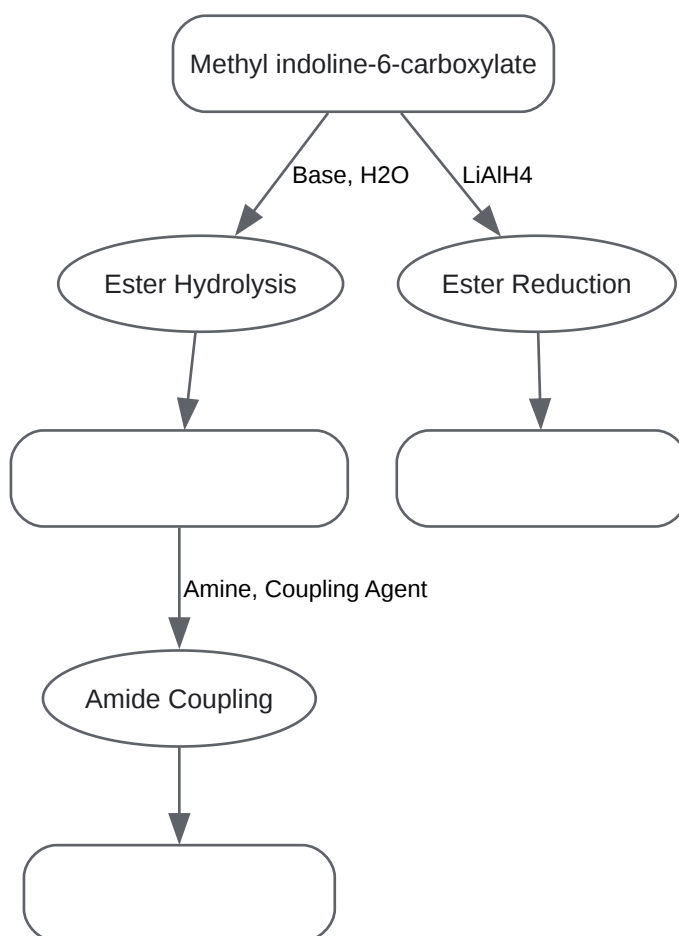 Methyl indoline-6-carboxylate
Base, H2O
LiAlH4
Ester Hydrolysis
Ester Reduction
Amine, Coupling Agent
Amide Coupling